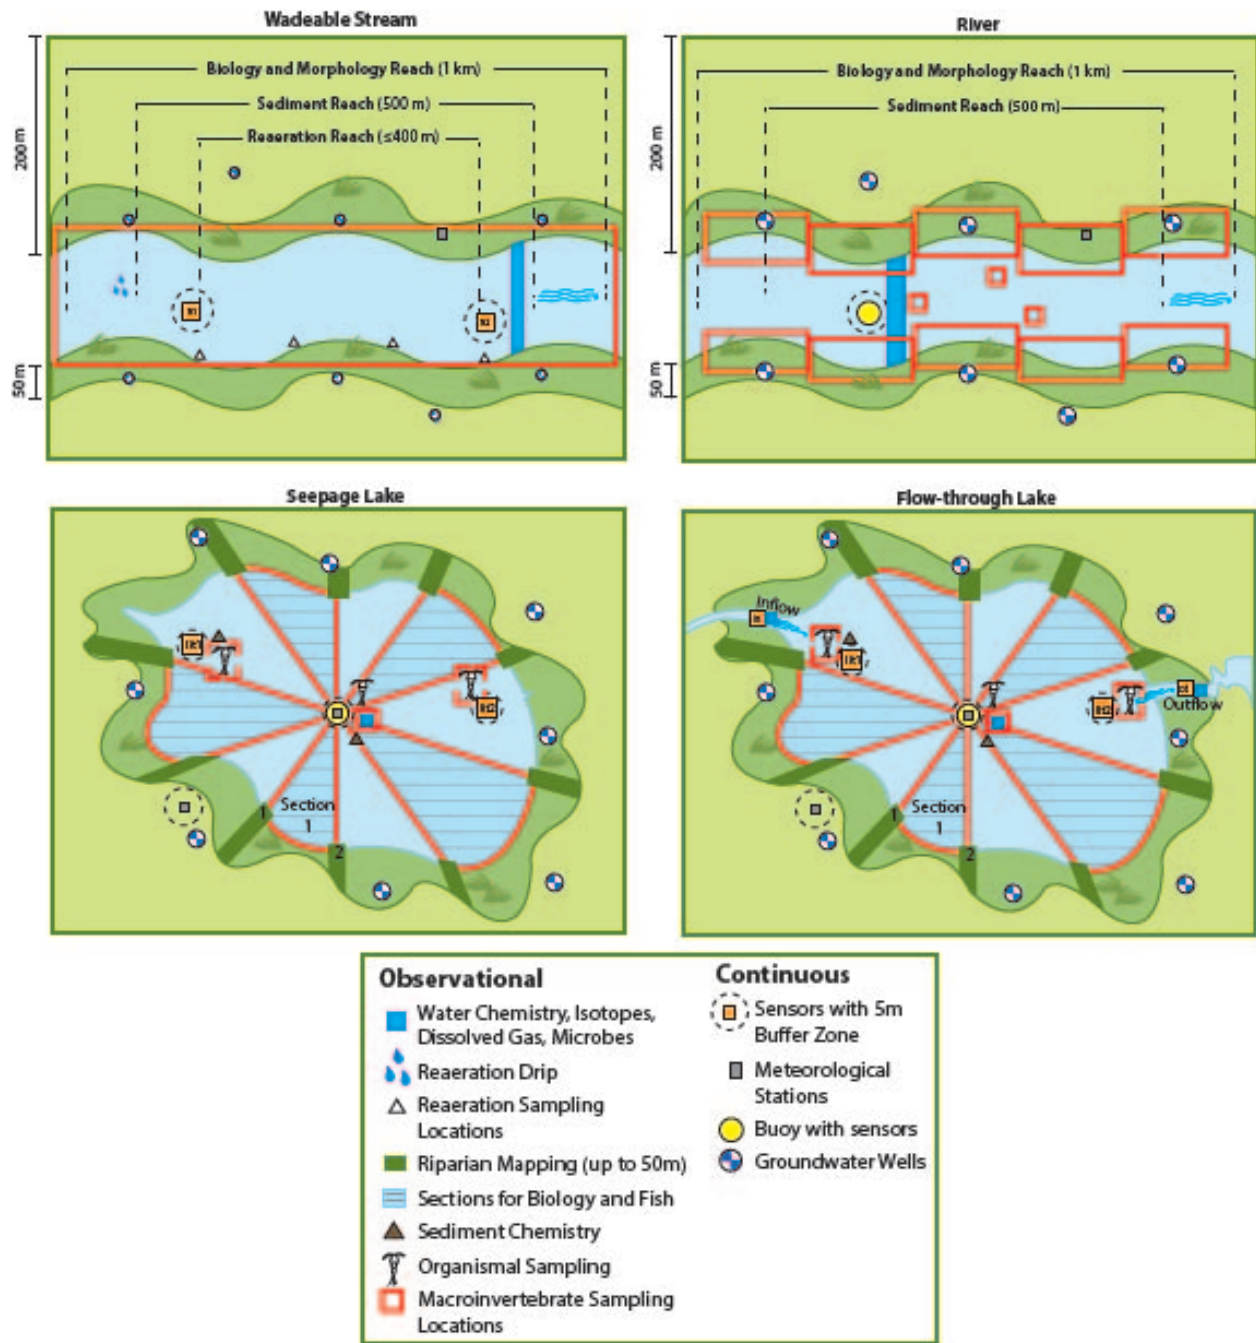 Wadeable Stream
Biology and Morphology Reach (1 km)
Sediment Reach (500 m)
Reaeration Reach (≤400 m)
200 m
50 m
River
Biology and Morphology Reach (1 km)
Sediment Reach (500 m)
200 m
50 m
Seepage Lake
Section
1
1
2
Flow-through Lake
Inflow
Outflow
Section
1
1
2
Observational
Water Chemistry, Isotopes,
Dissolved Gas, Microbes
Reaeration Drip
Reaeration Sampling
Locations
Riparian Mapping (up to 50m)
Sections for Biology and Fish
Sediment Chemistry
Organismal Sampling
Macroinvertebrate Sampling
Locations
Continuous
Sensors with 5m
Buffer Zone
Meteorological
Stations
Buoy with sensors
Groundwater Wells